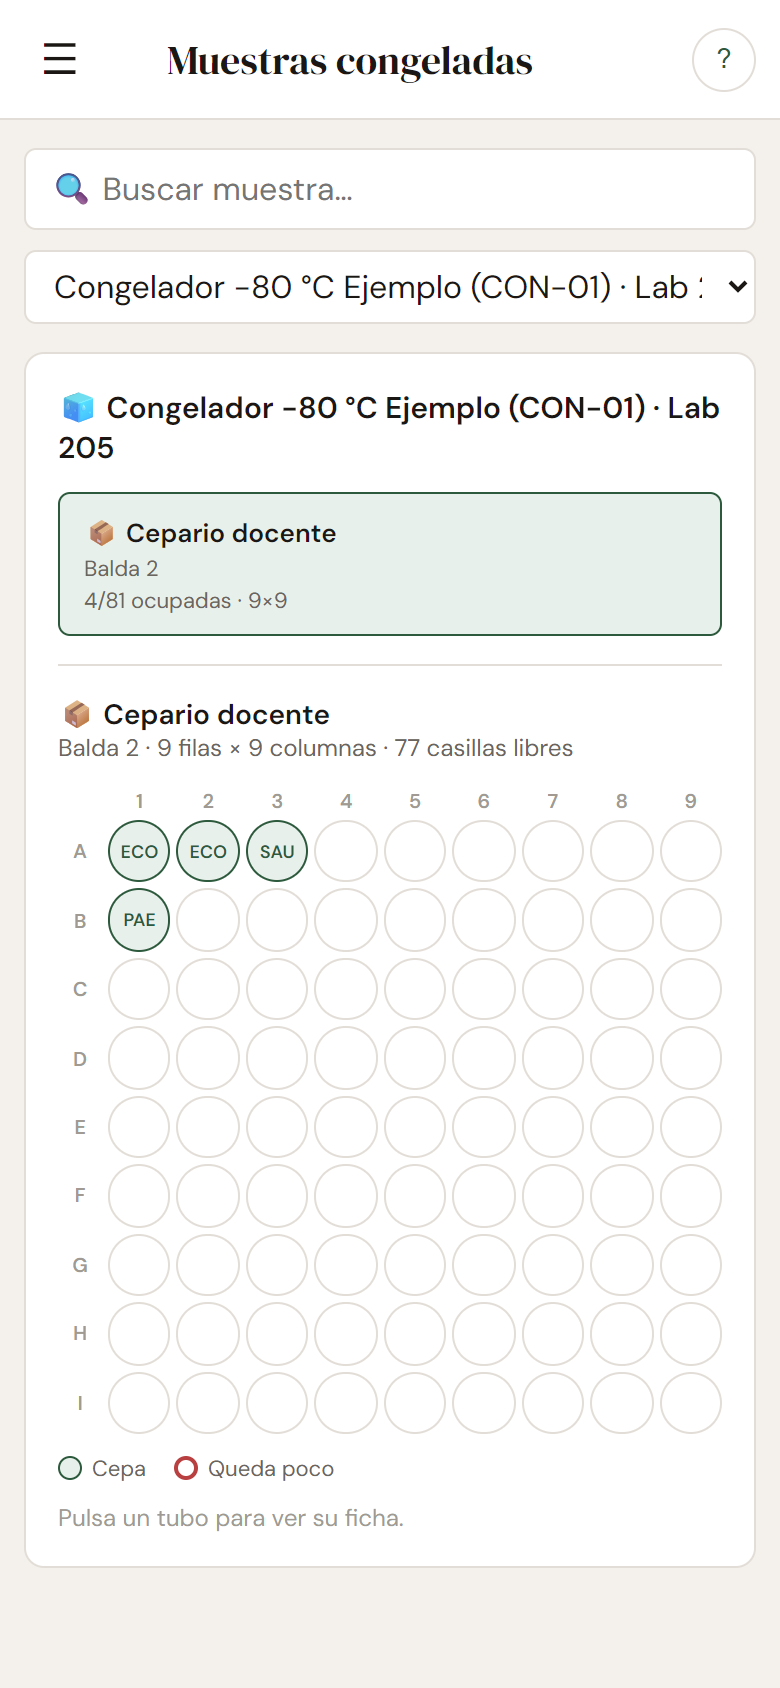 ☰ Muestras congeladas ?
Buscar muestra...
Congelador -80 °C Ejemplo (CON-01) · Lab
Congelador -80 °C Ejemplo (CON-01) · Lab
205
Cepario docente
Balda 2
4/81 ocupadas · 9×9
Cepario docente
Balda 2 · 9 filas × 9 columnas · 77 casillas libres
1 2 3 4 5 6 7 8 9
A ECO ECO SAU
B PAE
C
D
E
F
G
H
I
Cepa Queda poco
Pulsa un tubo para ver su ficha.